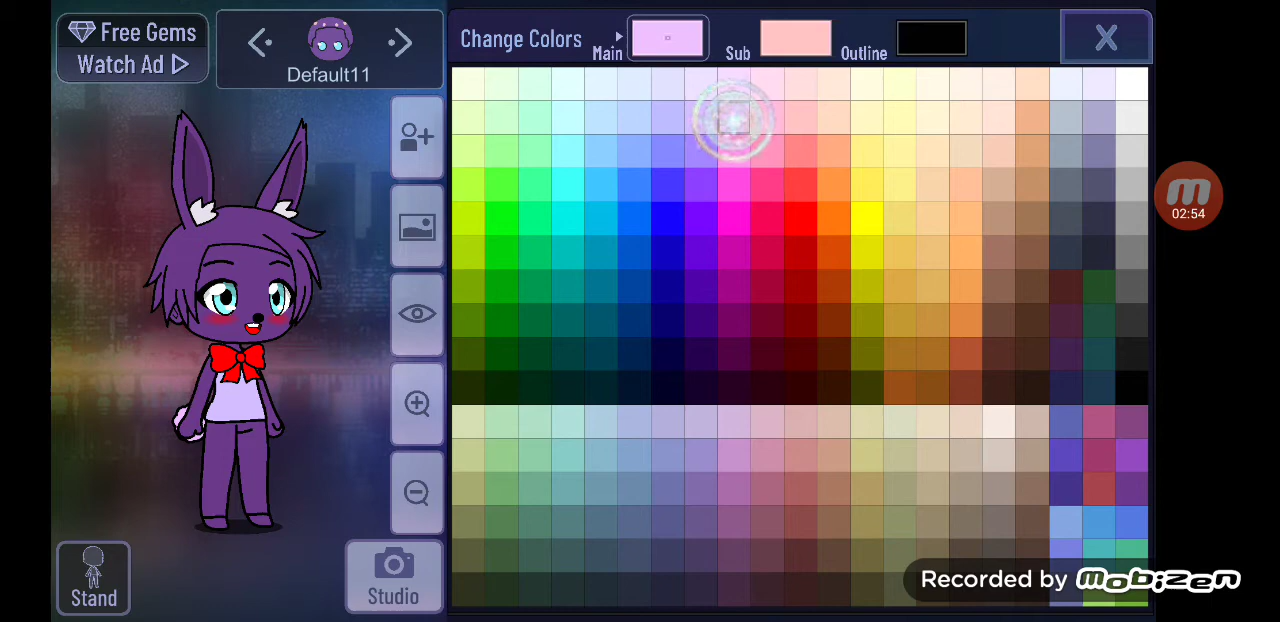 Free Gems
Watch Ad
Default11
Change Colors
Main
Sub
Outline
X
02:54
Stand
Studio
Recorded by mobizen